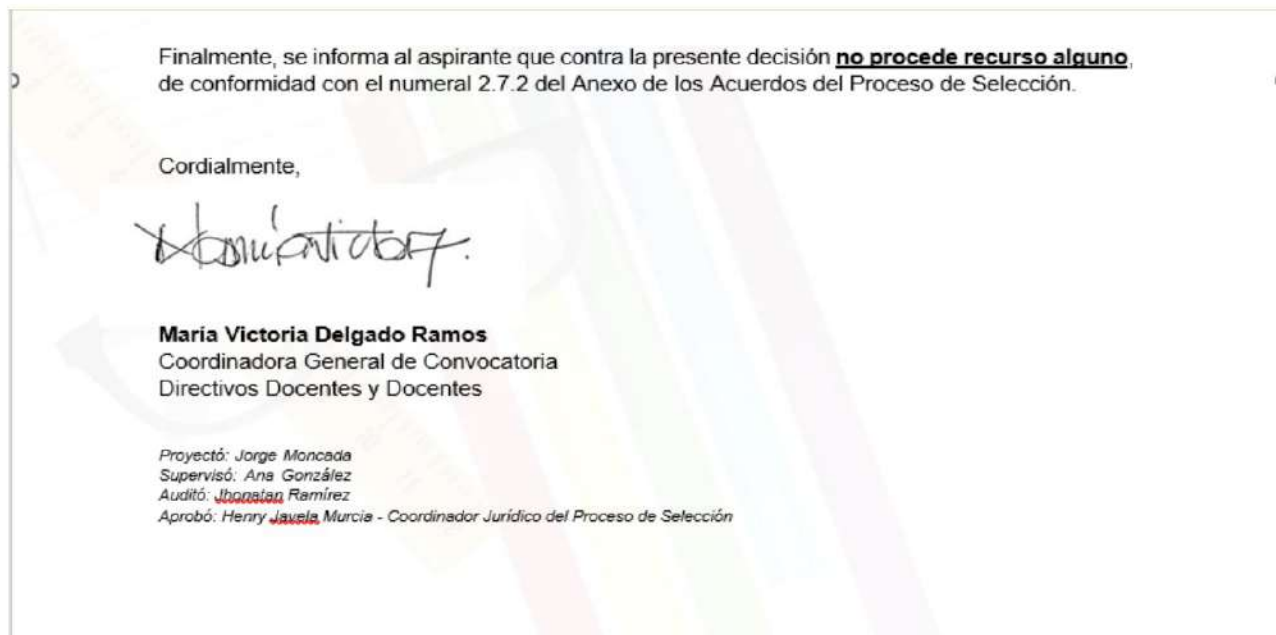 Finalmente, se informa al aspirante que contra la presente decisión no procede recurso alguno,
de conformidad con el numeral 2.7.2 del Anexo de los Acuerdos del Proceso de Selección.
Cordialmente,
María Victoria Delgado Ramos
Coordinadora General de Convocatoria
Directivos Docentes y Docentes
Proyectó: Jorge Moncada
Supervisó: Ana González
Auditó: Jhonatan Ramírez
Aprobó: Henry Javela Murcia - Coordinador Jurídico del Proceso de Selección